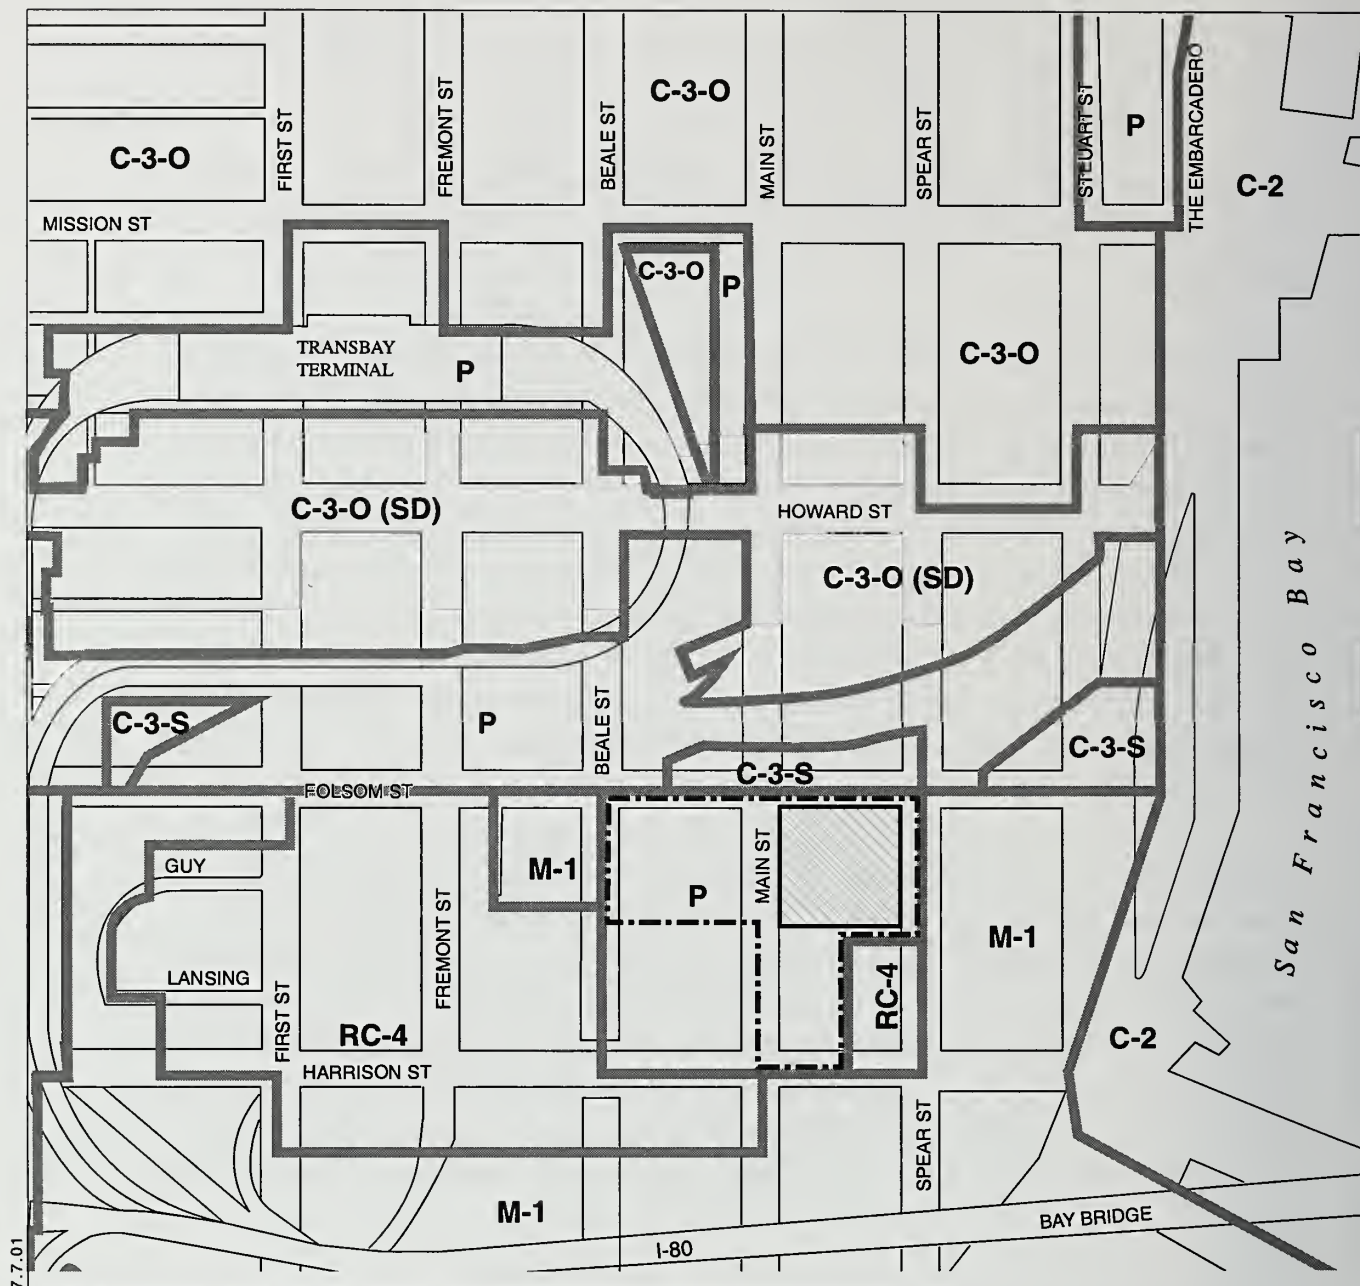 C-3-O
C-3-O
P
C-2
FIRST ST
FREMONT ST
BEALE ST
MAIN ST
SPEAR ST
STEUART ST
THE EMBARCADERO
MISSION ST
C-3-O
P
TRANSBAY
TERMINAL
P
C-3-O
C-3-O (SD)
HOWARD ST
C-3-O (SD)
San Francisco Bay
C-3-S
P
BEALE ST
C-3-S
C-3-S
FOLSOM ST
GUY
M-1
P
MAIN ST
M-1
LANSING
FIRST ST
FREMONT ST
RC-4
RC-4
C-2
HARRISON ST
SPEAR ST
M-1
BAY BRIDGE
I-80
7.7.01